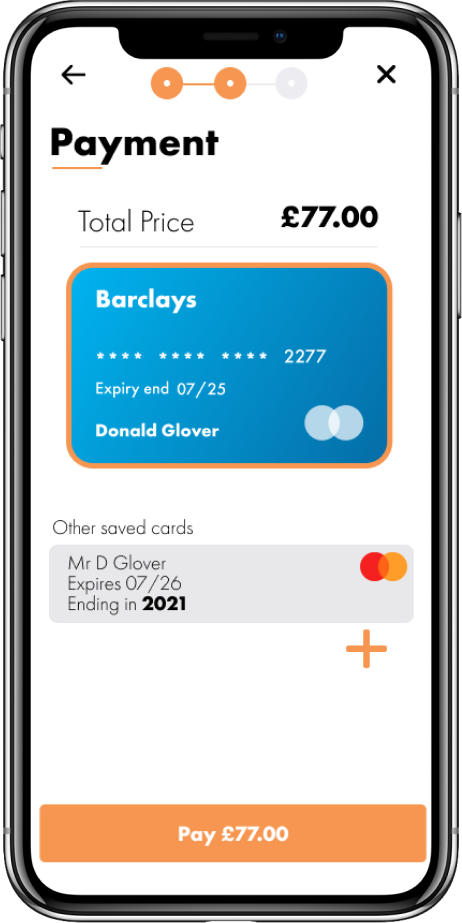 Payment
Total Price £77.00
Barclays
**** **** **** 2277
Expiry end 07/25
Donald Glover
Other saved cards
Mr D Glover
Expires 07/26
Ending in 2021
Pay £77.00